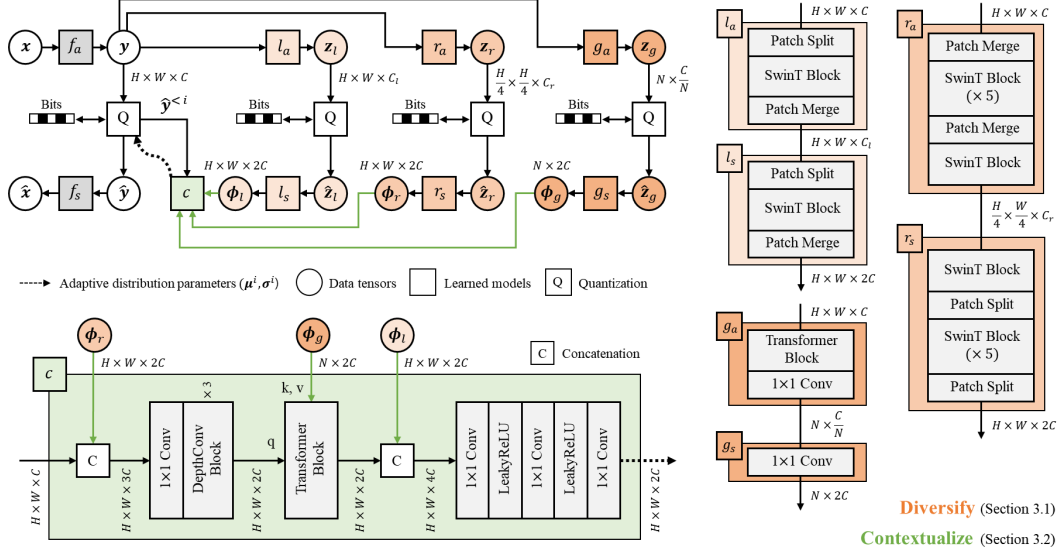 x f_a y l_a z_l r_a z_r g_a z_g
H × W × C
H × W × C_l
H/4 × H/4 × C_r
N × C/N
Bits Q ŷ^{<i} Bits Q Bits Q Bits Q
H × W × 2C H × W × 2C N × 2C
x̂ f_s ŷ c ϕ_l l_s ẑ_l ϕ_r r_s ẑ_r ϕ_g g_s ẑ_g
Adaptive distribution parameters (μ^i, σ^i) Data tensors Learned models Q Quantization
ϕ_r ϕ_g ϕ_l
C Concatenation
H × W × 2C N × 2C H × W × 2C
c
× 3
k, v
q
C
1×1 Conv
DepthConv Block
Transformer Block
C
1×1 Conv
LeakyReLU
1×1 Conv
LeakyReLU
1×1 Conv
H × W × C
H × W × 3C
H × W × 2C
H × W × 2C
H × W × 4C
H × W × 2C
H × W × C
l_a
Patch Split
SwinT Block
Patch Merge
H × W × C_l
l_s
Patch Split
SwinT Block
Patch Merge
H × W × 2C
H × W × C
g_a
Transformer
Block
1×1 Conv
N × C/N
g_s
1×1 Conv
N × 2C
H × W × C
r_a
Patch Merge
SwinT Block
(× 5)
Patch Merge
SwinT Block
H/4 × W/4 × C_r
r_s
SwinT Block
Patch Split
SwinT Block
(× 5)
Patch Split
H × W × 2C
Diversify (Section 3.1)
Contextualize (Section 3.2)